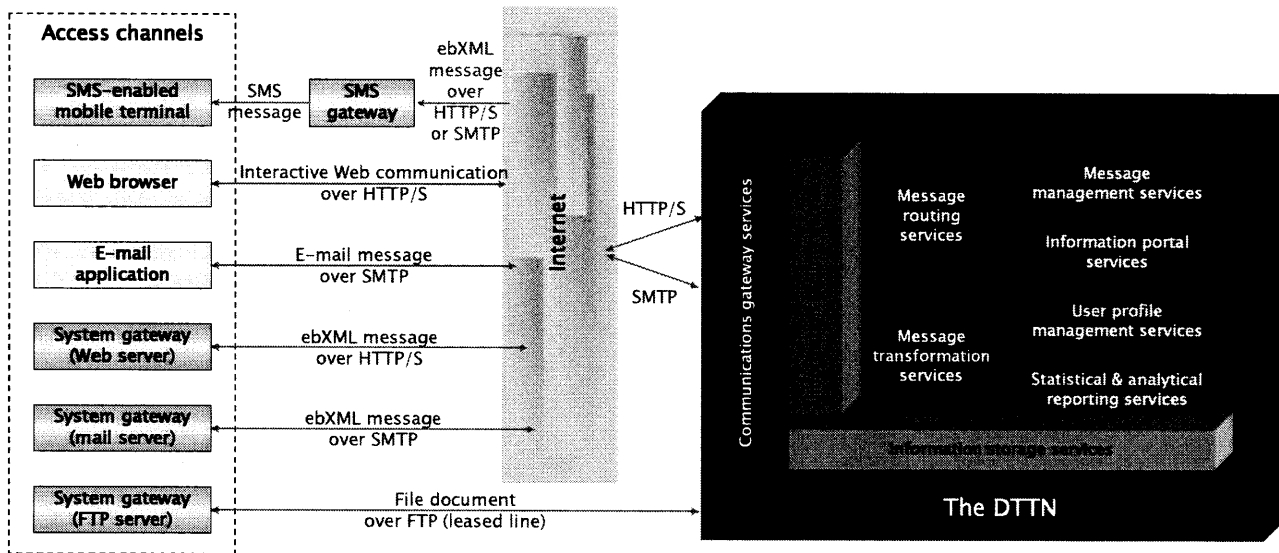 Access channels
SMS-enabled
mobile terminal
SMS
message
SMS
gateway
ebXML
message
over
HTTP/S
or SMTP
Web browser
Interactive Web communication
over HTTP/S
E-mail
application
E-mail message
over SMTP
System gateway
(Web server)
ebXML message
over HTTP/S
System gateway
(mail server)
ebXML message
over SMTP
System gateway
(FTP server)
File document
over FTP (leased line)
Internet
HTTP/S
SMTP
Communications gateway services
Message
routing
services
Message
transformation
services
Message
management services
Information portal
services
User profile
management services
Statistical & analytical
reporting services
Information storage services
The DTTN